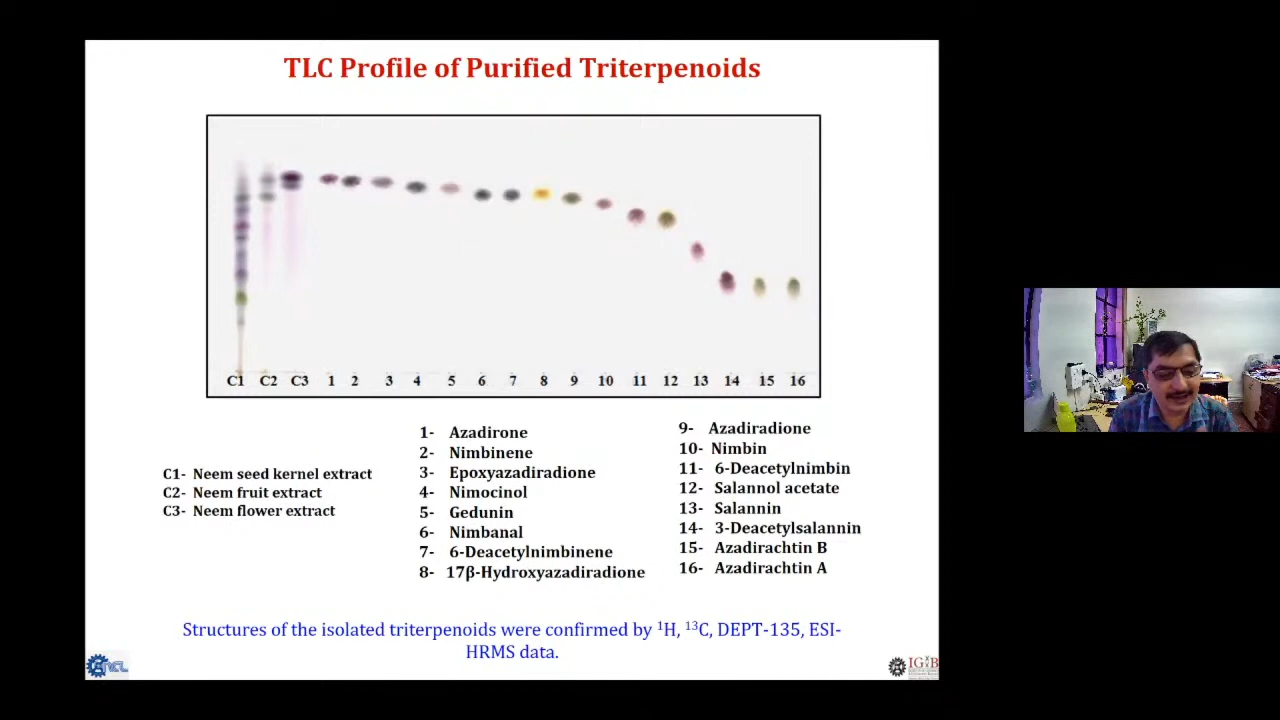 TLC Profile of Purified Triterpenoids
C1 C2 C3 1 2 3 4 5 6 7 8 9 10 11 12 13 14 15 16
C1- Neem seed kernel extract
C2- Neem fruit extract
C3- Neem flower extract
1- Azadirone
2- Nimbinene
3- Epoxyazadiradione
4- Nimocinol
5- Gedunin
6- Nimbanal
7- 6-Deacetylnimbinene
8- 17β-Hydroxyazadiradione
9- Azadiradione
10- Nimbin
11- 6-Deacetylnimbin
12- Salannol acetate
13- Salannin
14- 3-Deacetylsalannin
15- Azadirachtin B
16- Azadirachtin A
Structures of the isolated triterpenoids were confirmed by ¹H, ¹³C, DEPT-135, ESI-
HRMS data.
NCL
IGiB